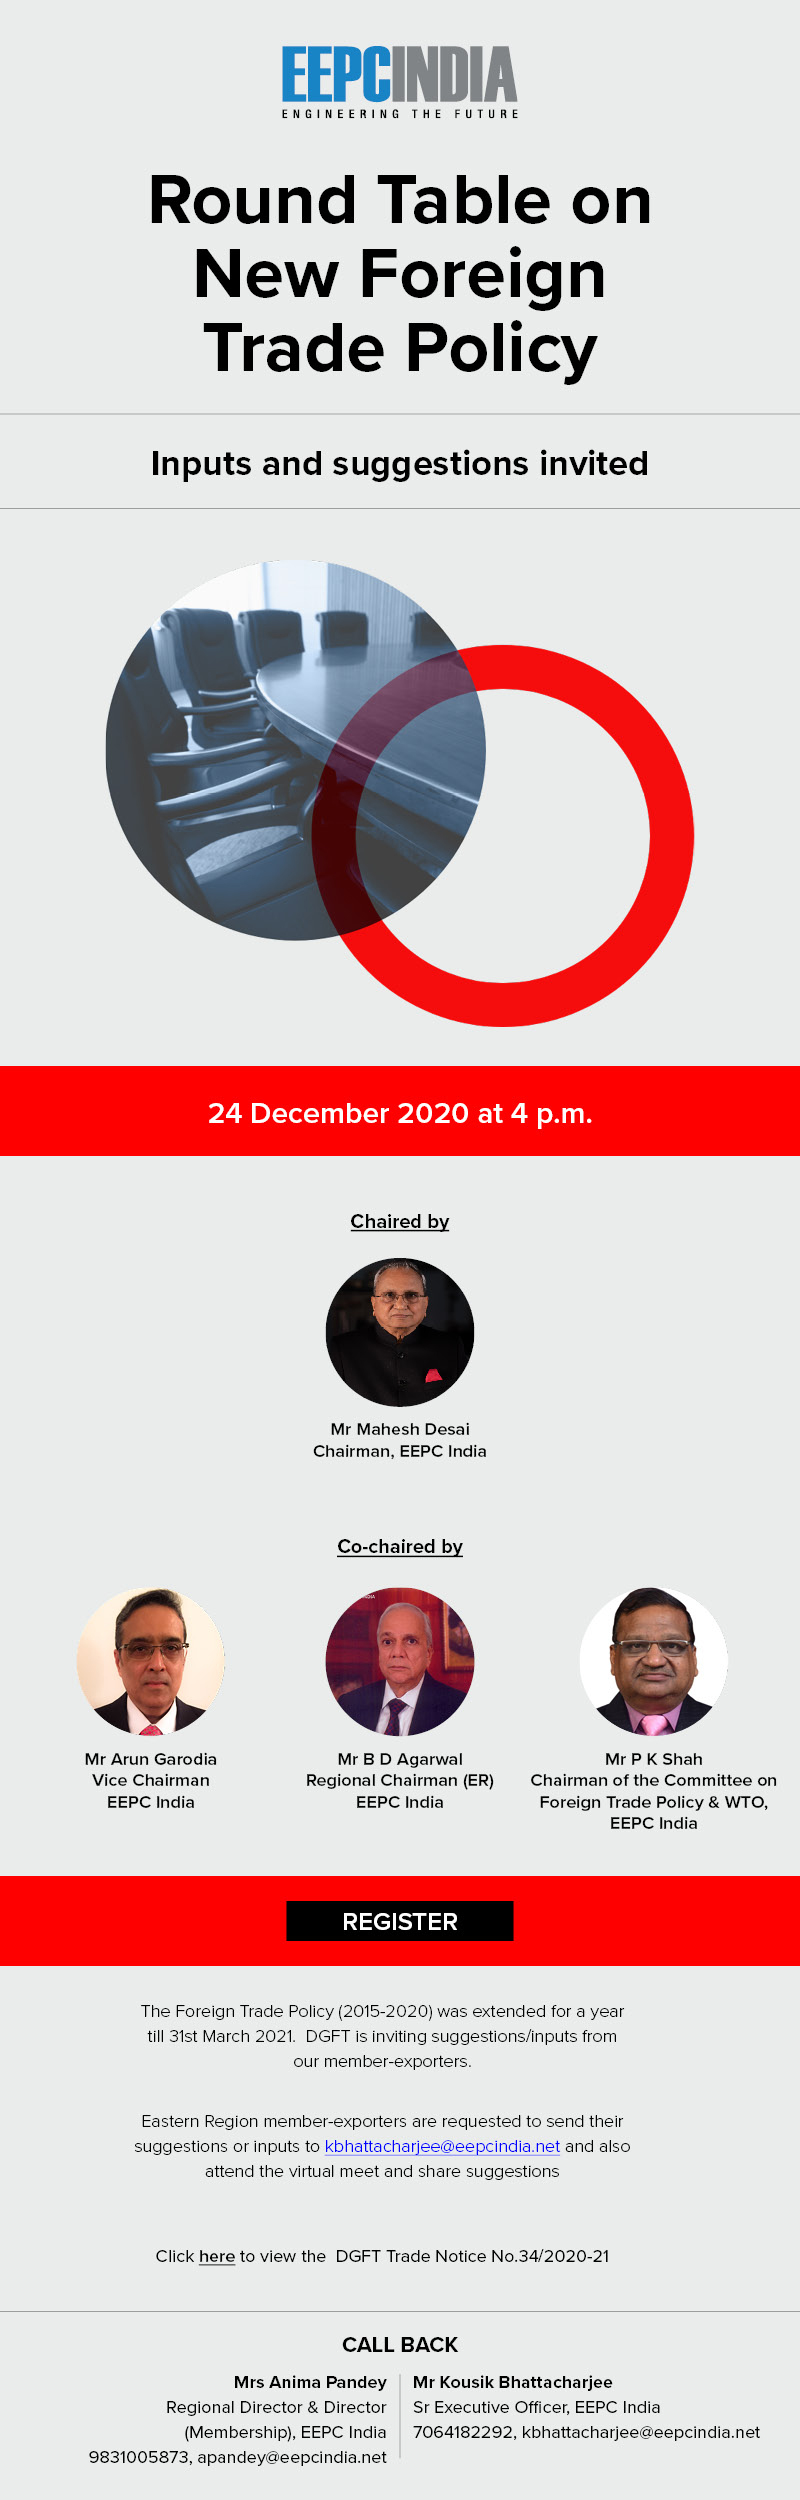 EEPCINDIA
ENGINEERING THE FUTURE
Round Table on
New Foreign
Trade Policy
Inputs and suggestions invited
24 December 2020 at 4 p.m.
Chaired by
Mr Mahesh Desai
Chairman, EEPC India
Co-chaired by
Mr Arun Garodia
Vice Chairman
EEPC India
Mr B D Agarwal
Regional Chairman (ER)
EEPC India
Mr P K Shah
Chairman of the Committee on
Foreign Trade Policy & WTO,
EEPC India
REGISTER
The Foreign Trade Policy (2015-2020) was extended for a year
till 31st March 2021.  DGFT is inviting suggestions/inputs from
our member-exporters.
Eastern Region member-exporters are requested to send their
suggestions or inputs to kbhattacharjee@eepcindia.net and also
attend the virtual meet and share suggestions
Click here to view the  DGFT Trade Notice No.34/2020-21
CALL BACK
Mrs Anima Pandey
Regional Director & Director
(Membership), EEPC India
9831005873, apandey@eepcindia.net
Mr Kousik Bhattacharjee
Sr Executive Officer, EEPC India
7064182292, kbhattacharjee@eepcindia.net